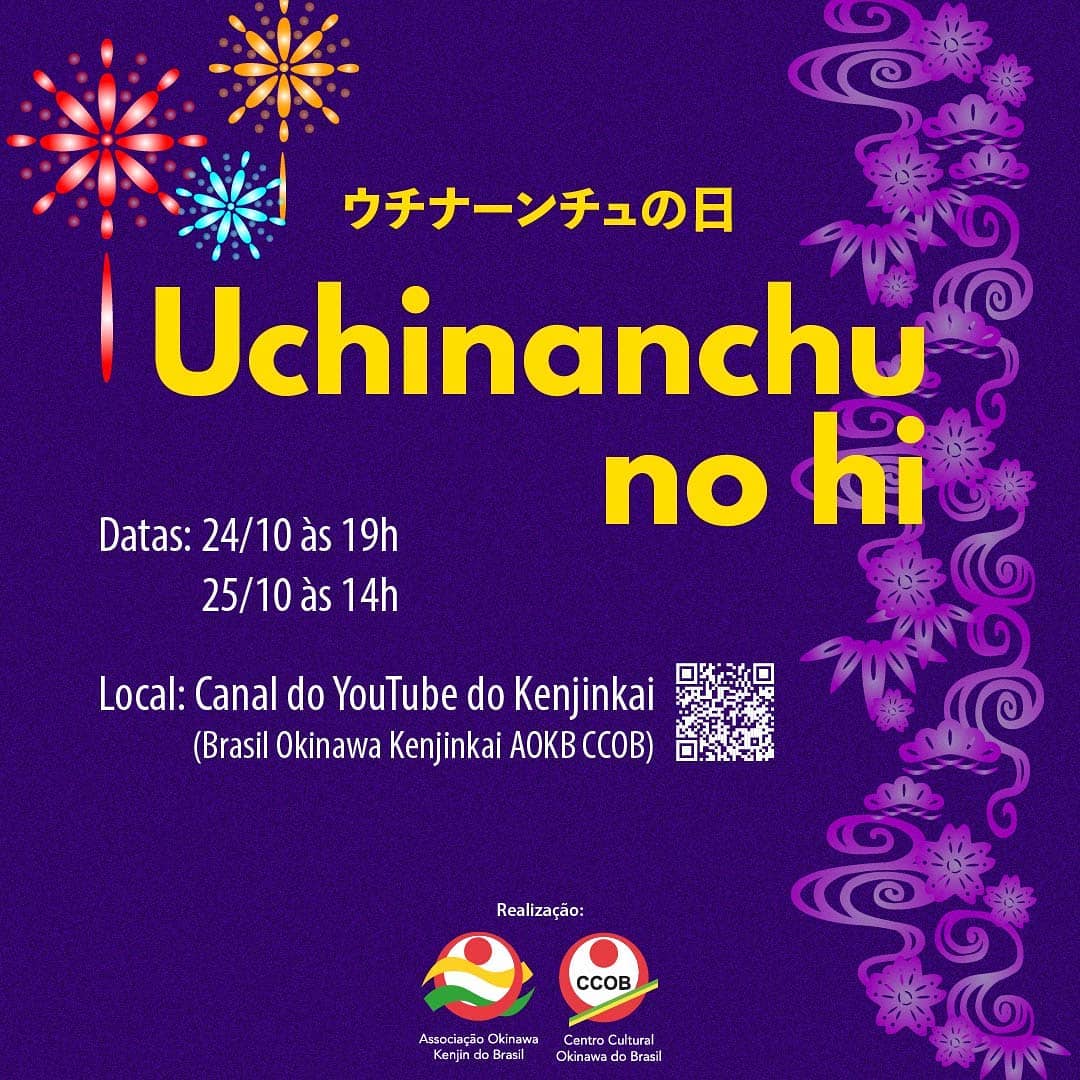 ウチナーンチュの日
Uchinanchu
no hi
Datas: 24/10 às 19h
25/10 às 14h
Local: Canal do YouTube do Kenjinkai
(Brasil Okinawa Kenjinkai AOKB CCOB)
Realização:
CCOB
Associação Okinawa
Kenjin do Brasil
Centro Cultural
Okinawa do Brasil